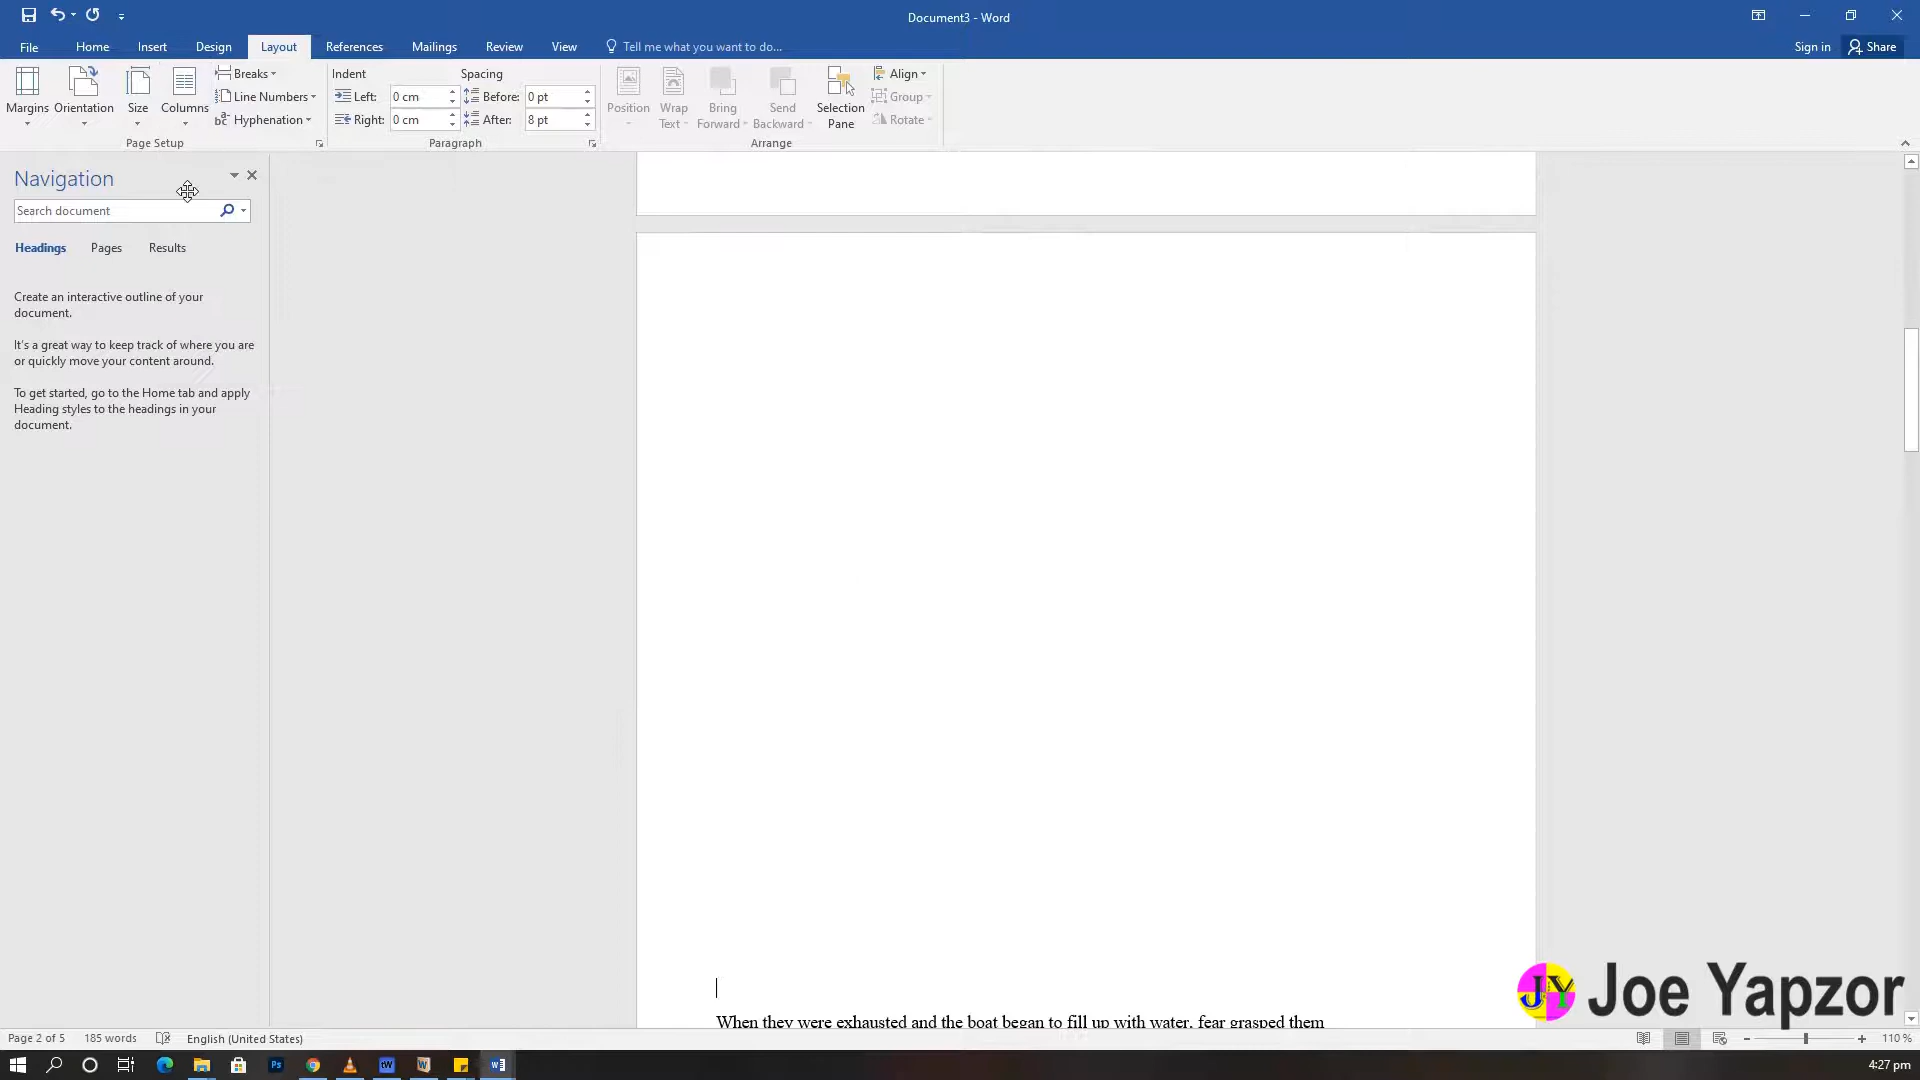 Document3 - Word
File Home Insert Design Layout References Mailings Review View Tell me what you want to do... Sign in Share
Margins Orientation Size Columns Breaks Line Numbers Hyphenation
Page Setup
Indent Spacing
Left: 0 cm Before: 0 pt
Right: 0 cm After: 8 pt
Paragraph
Position Wrap Text Bring Forward Send Backward Selection Pane Align Group Rotate
Arrange
Navigation
Search document
Headings Pages Results
Create an interactive outline of your
document.
It's a great way to keep track of where you are
or quickly move your content around.
To get started, go to the Home tab and apply
Heading styles to the headings in your
document.
When they were exhausted and the boat began to fill up with water, fear grasped them
JY Joe Yapzor
Page 2 of 5 185 words English (United States) 110 %
Ps tW W W
4:27 pm